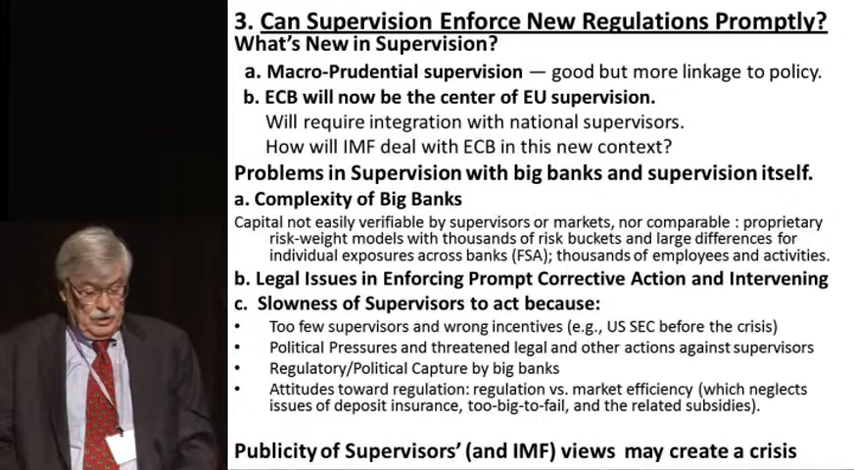 3. Can Supervision Enforce New Regulations Promptly?
What's New in Supervision?
a. Macro-Prudential supervision — good but more linkage to policy.
b. ECB will now be the center of EU supervision.
Will require integration with national supervisors.
How will IMF deal with ECB in this new context?
Problems in Supervision with big banks and supervision itself.
a. Complexity of Big Banks
Capital not easily verifiable by supervisors or markets, nor comparable : proprietary
risk-weight models with thousands of risk buckets and large differences for
individual exposures across banks (FSA); thousands of employees and activities.
b. Legal Issues in Enforcing Prompt Corrective Action and Intervening
c. Slowness of Supervisors to act because:
• Too few supervisors and wrong incentives (e.g., US SEC before the crisis)
• Political Pressures and threatened legal and other actions against supervisors
• Regulatory/Political Capture by big banks
• Attitudes toward regulation: regulation vs. market efficiency (which neglects
issues of deposit insurance, too-big-to-fail, and the related subsidies).
Publicity of Supervisors' (and IMF) views may create a crisis